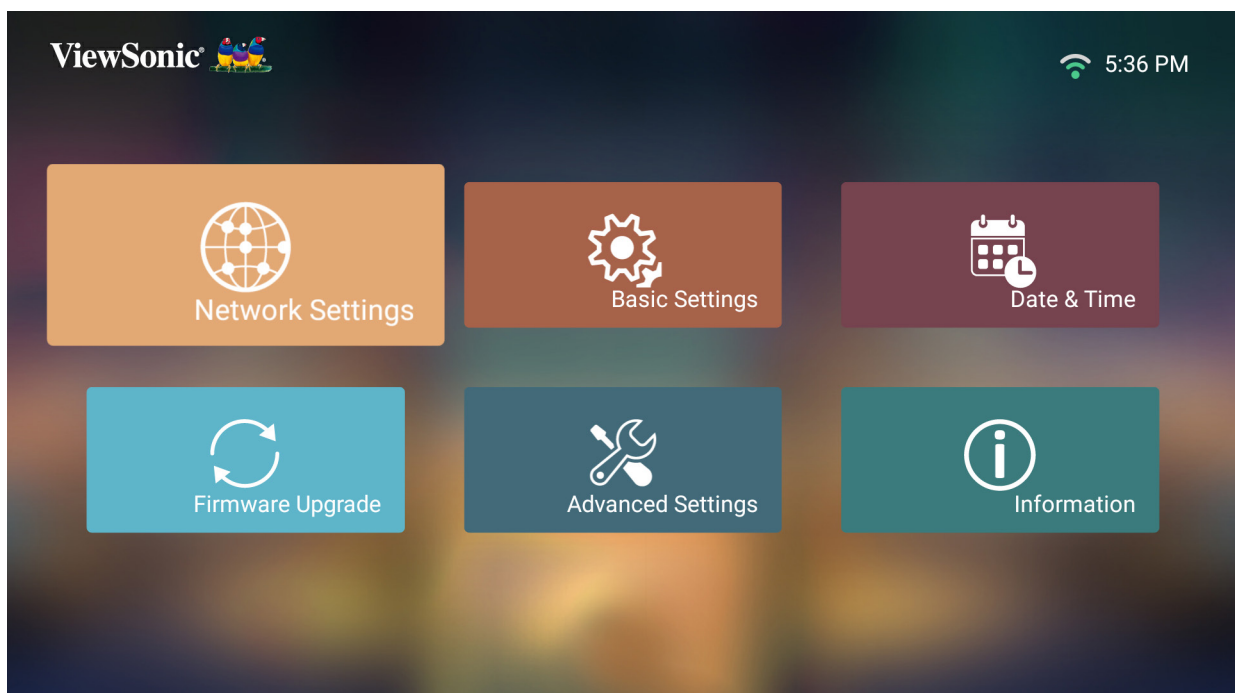 ViewSonic®
5:36 PM
Network Settings
Basic Settings
Date & Time
Firmware Upgrade
Advanced Settings
Information